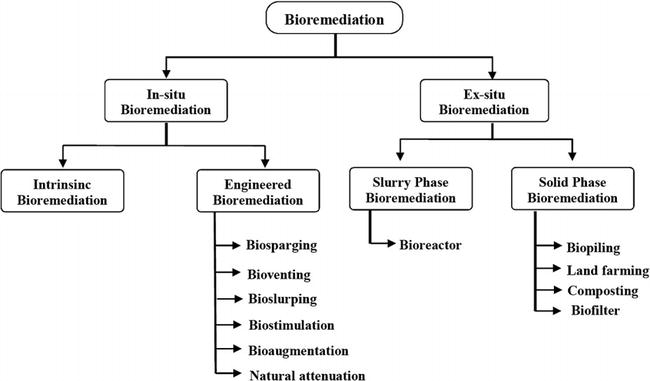 Bioremediation
In-situ
Bioremediation
Ex-situ
Bioremediation
Intrinsinc
Bioremediation
Engineered
Bioremediation
Slurry Phase
Bioremediation
Solid Phase
Bioremediation
Biosparging
Bioventing
Bioslurping
Biostimulation
Bioaugmentation
Natural attenuation
Bioreactor
Biopiling
Land farming
Composting
Biofilter